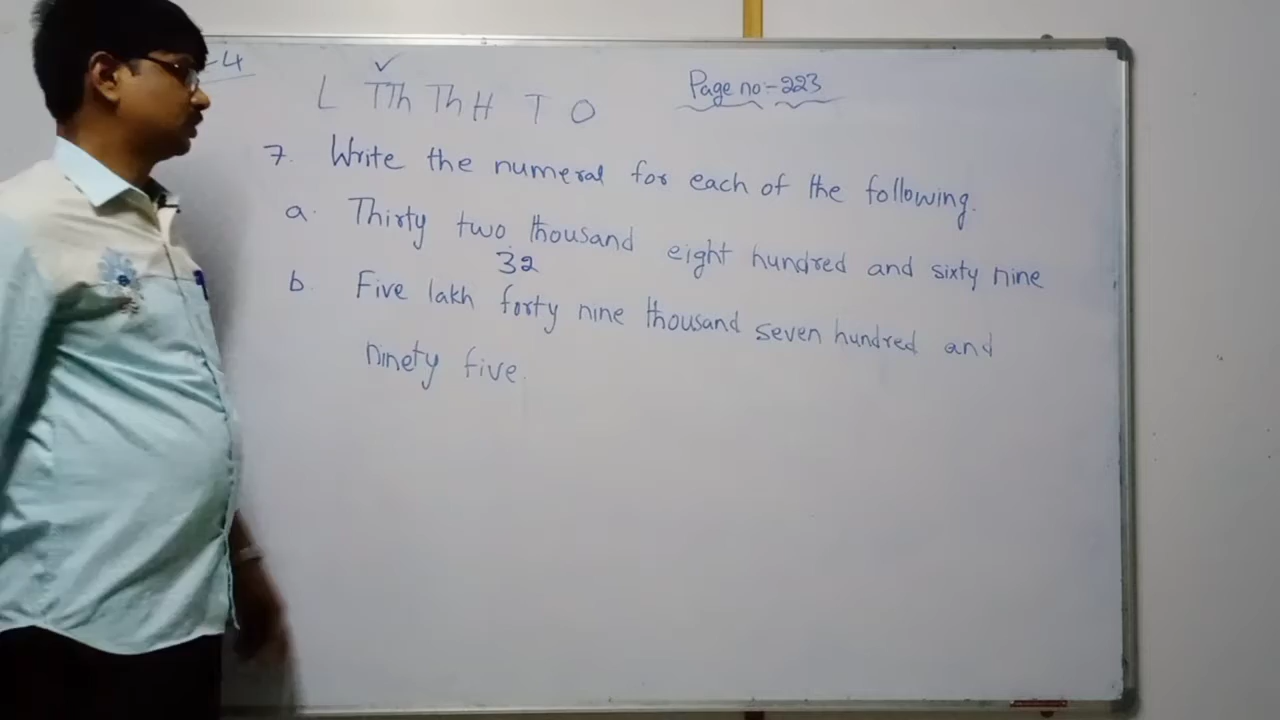 -4
✓
L TTh Th H T O
Page no:-223
7. Write the numeral for each of the following.
a. Thirty two thousand eight hundred and sixty nine
32
b. Five lakh forty nine thousand seven hundred and
ninety five.